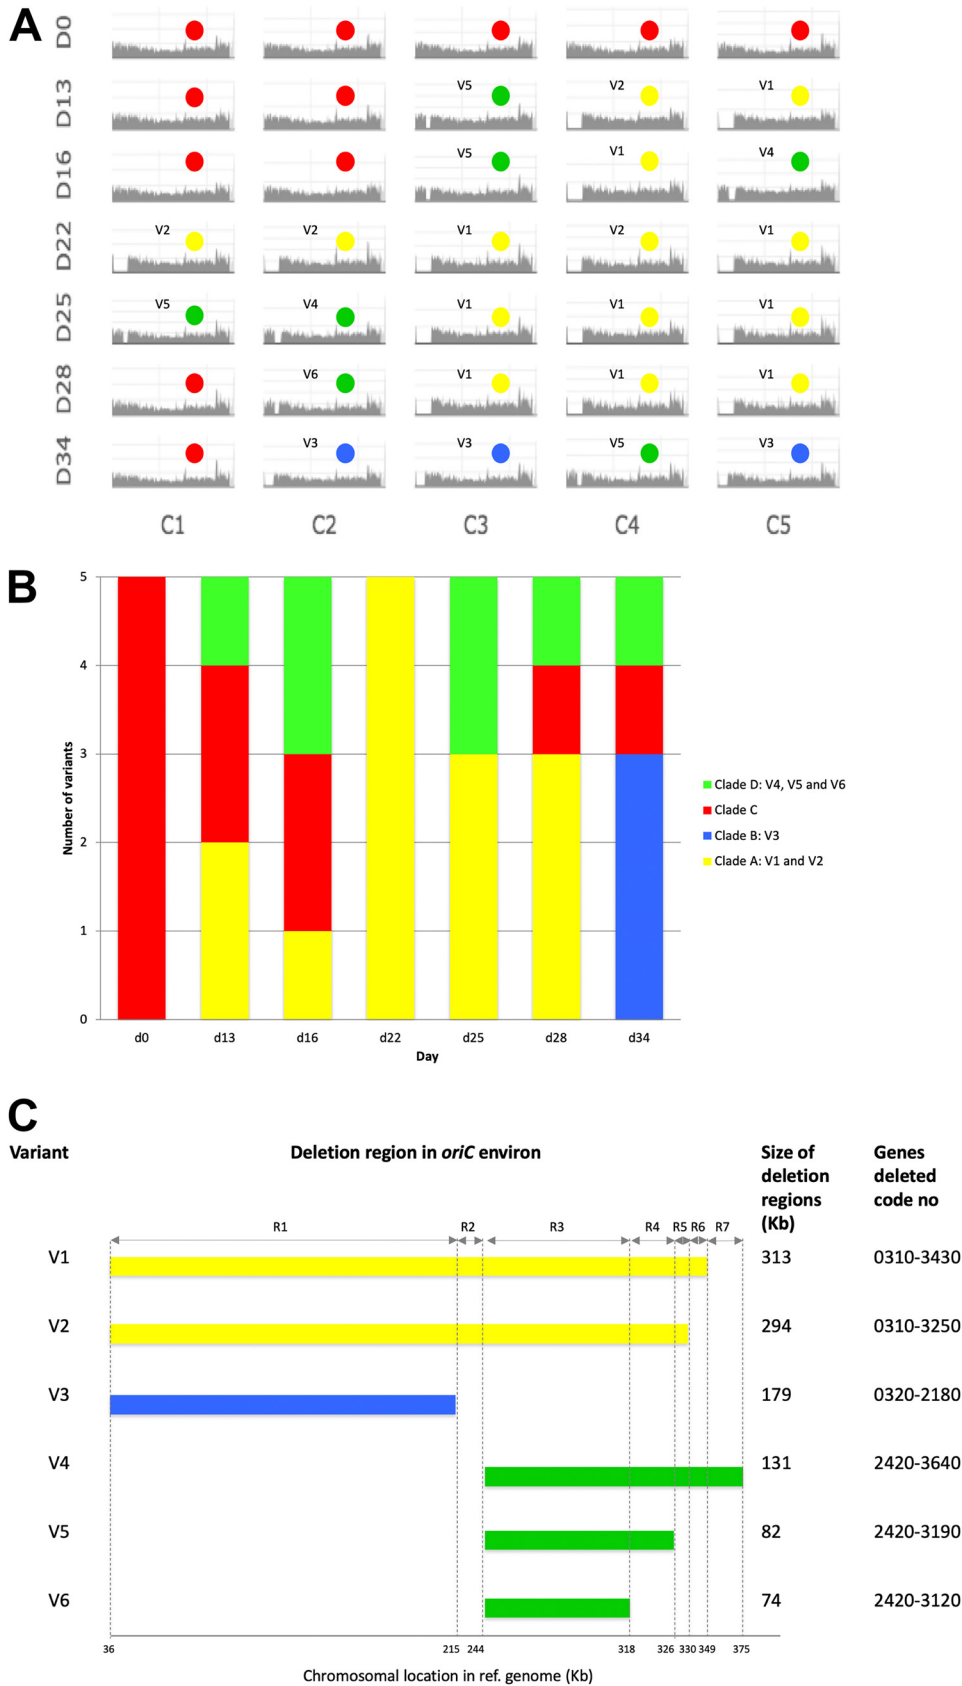 A
D0
D13
V5
V2
V1
D16
V5
V1
V4
D22
V2
V2
V1
V2
V1
D25
V5
V4
V1
V1
V1
D28
V6
V1
V1
V1
D34
V3
V3
V5
V3
C1
C2
C3
C4
C5
B
5
4
3
2
1
0
Number of variants
d0
d13
d16
d22
d25
d28
d34
Day
Clade D: V4, V5 and V6
Clade C
Clade B: V3
Clade A: V1 and V2
C
Variant
Deletion region in oriC environ
Size of
deletion
regions
(Kb)
Genes
deleted
code no
R1
R2
R3
R4
R5
R6
R7
V1
313
0310-3430
V2
294
0310-3250
V3
179
0320-2180
V4
131
2420-3640
V5
82
2420-3190
V6
74
2420-3120
36
215
244
318
326
330
349
375
Chromosomal location in ref. genome (Kb)